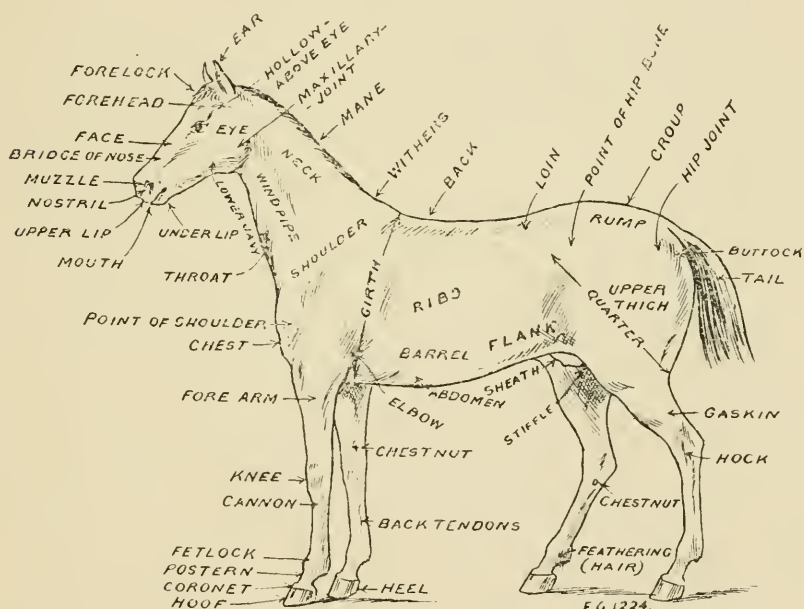 EAR
HOLLOW-
ABOVE EYE
MAXILLARY-
JOINT
FORELOCK
FOREHEAD
EYE
MANE
FACE
BRIDGE OF NOSE
MUZZLE
NOSTRIL
UPPER LIP
MOUTH
UNDERLIP
LOWER JAW
WINDPIPE
NECK
THROAT
WITHERS
BACK
LOIN
POINT OF HIP BONE
CROUP
HIP JOINT
RUMP
BUTTOCK
TAIL
SHOULDER
GIRTH
RIBS
UPPER
THIGH
QUARTER
POINT OF SHOULDER
CHEST
BARREL
FLANK
SHEATH
STIFFLE
FORE ARM
ELBOW
ABDOMEN
GASKIN
HOCK
CHESTNUT
CHESTNUT
KNEE
CANNON
BACK TENDONS
FETLOCK
POSTERN
CORONET
HOOF
HEEL
FEATHERING
(HAIR)
F.G. 1224